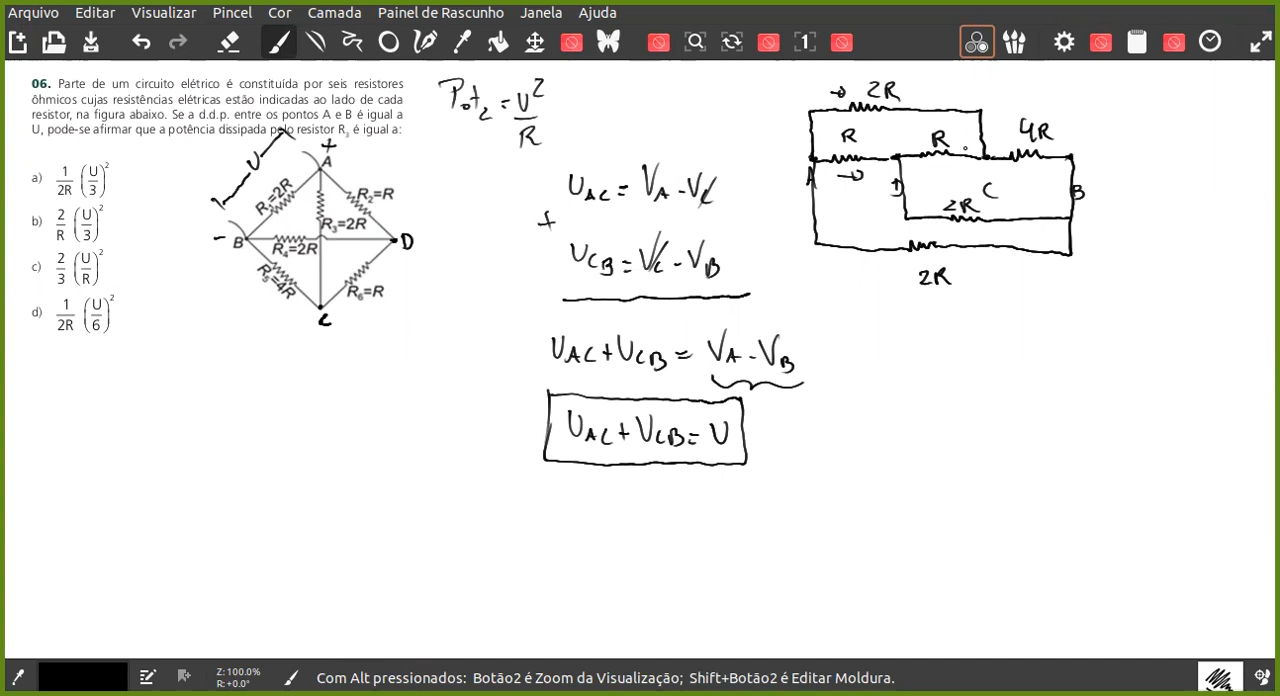 Arquivo Editar Visualizar Pincel Cor Camada Painel de Rascunho Janela Ajuda
06. Parte de um circuito elétrico é constituída por seis resistores
ôhmicos cujas resistências elétricas estão indicadas ao lado de cada
resistor, na figura abaixo. Se a d.d.p. entre os pontos A e B é igual a
U, pode-se afirmar que a potência dissipada pelo resistor R3 é igual a:
a) 1/2R (U/3)²
b) 2/R (U/3)²
c) 2/3 (U/R)²
d) 1/2R (U/6)²
U
+
A
R1=2R
R2=R
R3=2R
- B
R4=2R
D
R5=4R
R6=R
C
Pot2 = U²/R
UAC = VA - VC
+
UCB = VC - VB
UAC + UCB = VA - VB
UAC + UCB = U
2R
R
R
4R
A
D
C
B
2R
2R
Z: 100.0%
R: +0.0°
Com Alt pressionados: Botão2 é Zoom da Visualização; Shift+Botão2 é Editar Moldura.